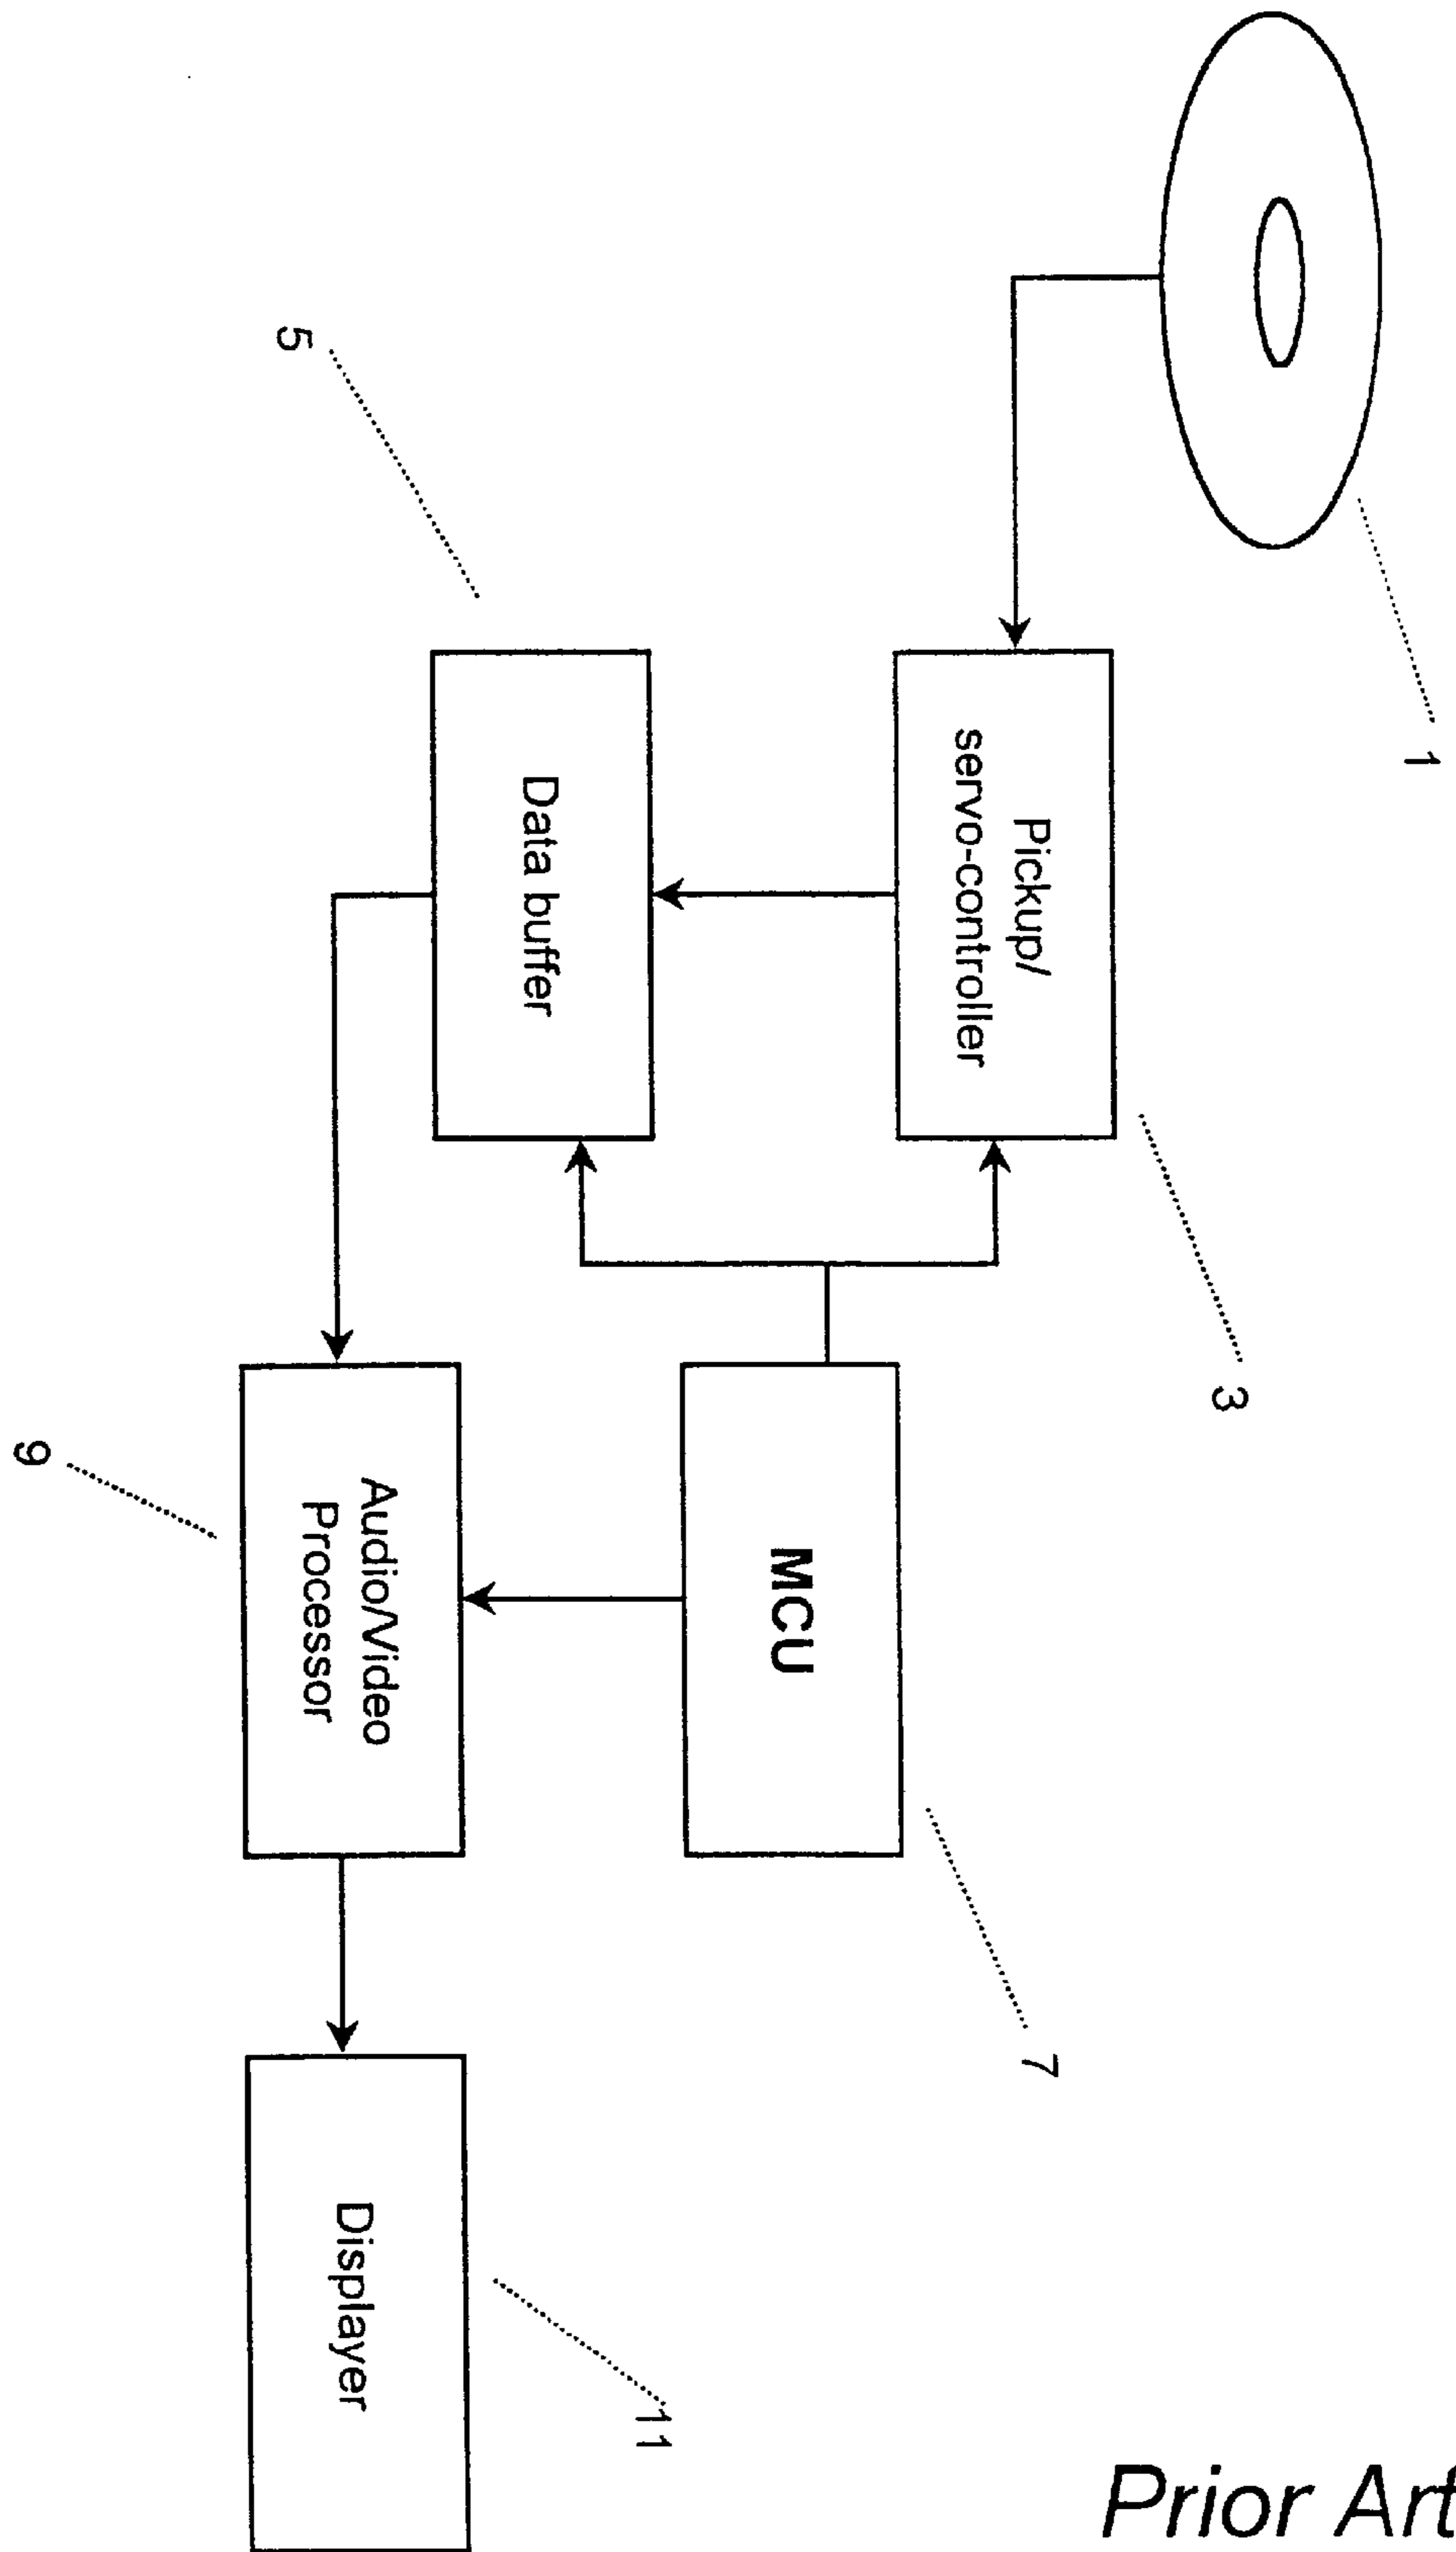 1
Pickup/
servo-controller
3
5
Data buffer
MCU
7
Audio/Video
Processor
9
Displayer
11
Prior Art